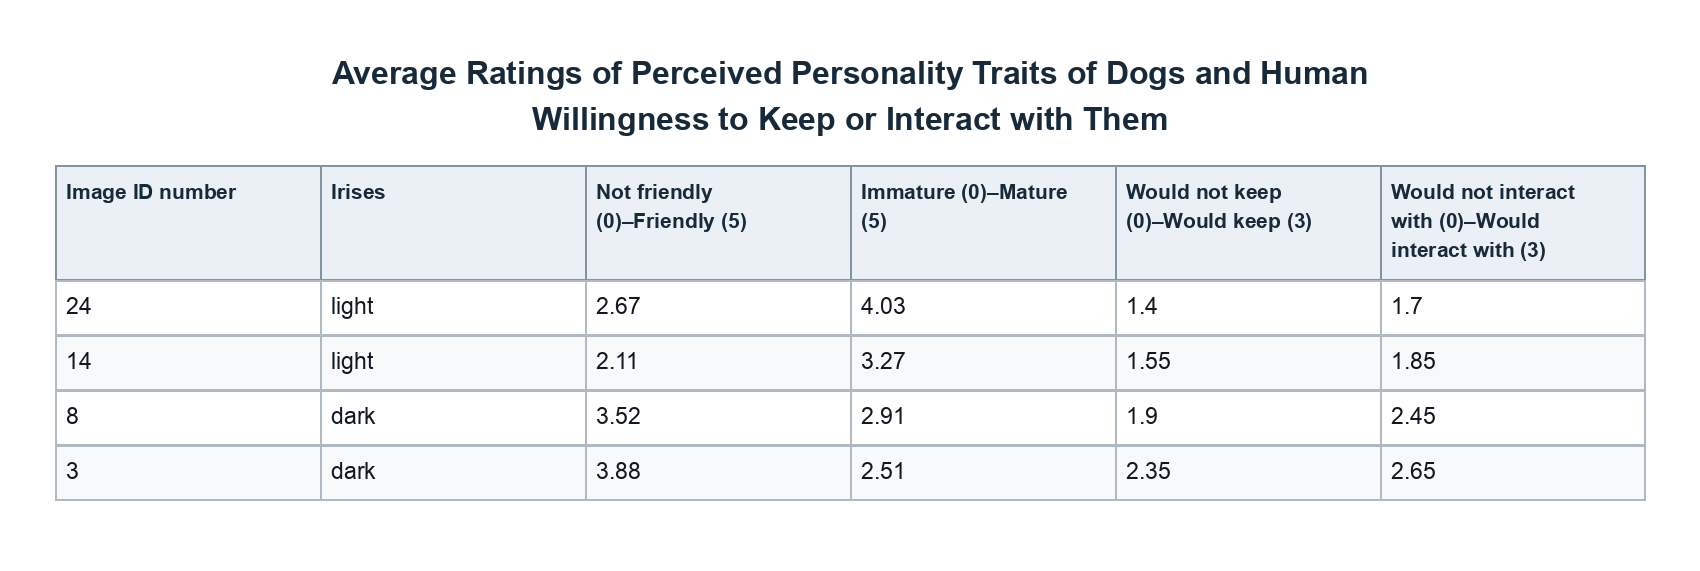 Average Ratings of Perceived Personality Traits of Dogs and Human
Willingness to Keep or Interact with Them
Image ID number
Irises
Not friendly
(0)–Friendly (5)
Immature (0)–Mature
(5)
Would not keep
(0)–Would keep (3)
Would not interact
with (0)–Would
interact with (3)
24 light 2.67 4.03 1.4 1.7
14 light 2.11 3.27 1.55 1.85
8 dark 3.52 2.91 1.9 2.45
3 dark 3.88 2.51 2.35 2.65